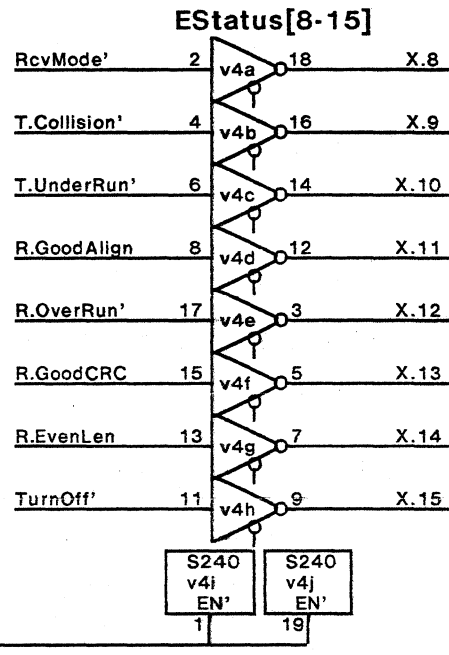 EStatus[8-15]
RcvMode' 2 v4a 18 X.8
T.Collision' 4 v4b 16 X.9
T.UnderRun' 6 v4c 14 X.10
R.GoodAlign 8 v4d 12 X.11
R.OverRun' 17 v4e 3 X.12
R.GoodCRC 15 v4f 5 X.13
R.EvenLen 13 v4g 7 X.14
TurnOff' 11 v4h 9 X.15
S240 S240
v4i v4j
EN' EN'
1 19